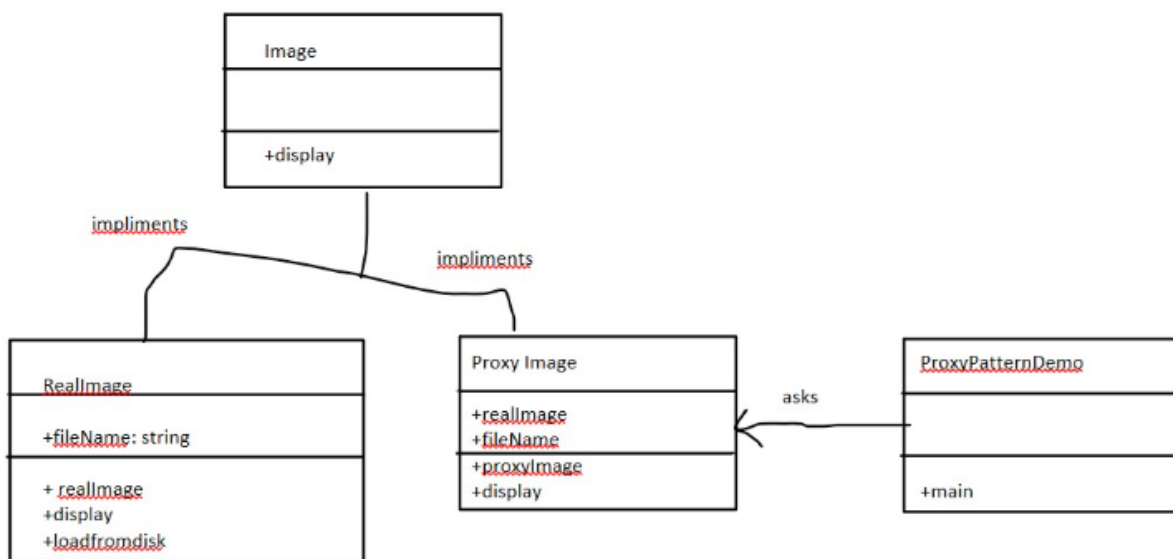 Image
+display
impliments
impliments
RealImage
+fileName: string
+ realImage
+display
+loadfromdisk
Proxy Image
+realImage
+fileName
+proxyImage
+display
asks
ProxyPatternDemo
+main